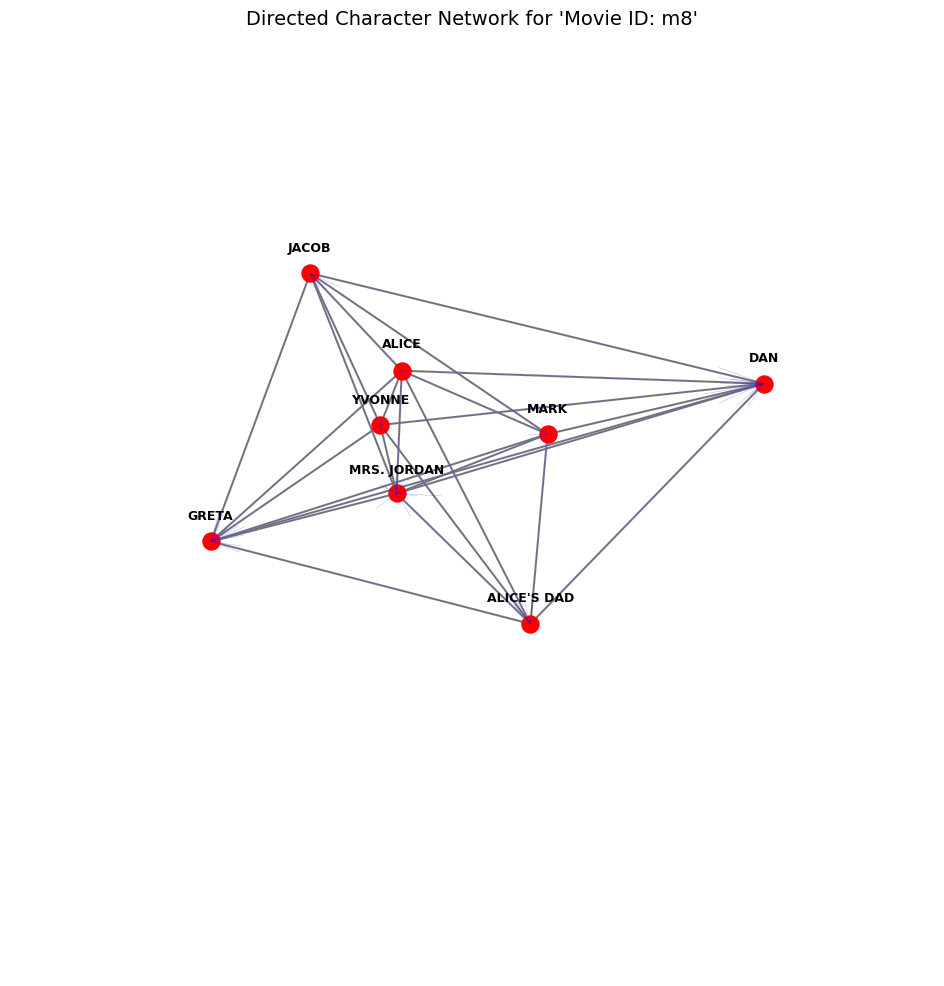 Directed Character Network for 'Movie ID: m8'
JACOB
ALICE
DAN
YVONNE
MARK
MRS. JORDAN
GRETA
ALICE'S DAD